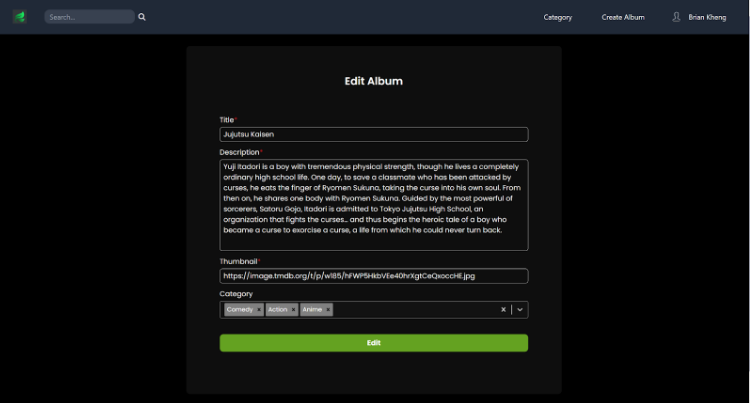 Search...
Category
Create Album
Brian Kheng
Edit Album
Title*
Jujutsu Kaisen
Description*
Yuji Itadori is a boy with tremendous physical strength, though he lives a completely
ordinary high school life. One day, to save a classmate who has been attacked by
curses, he eats the finger of Ryomen Sukuna, taking the curse into his own soul. From
then on, he shares one body with Ryomen Sukuna. Guided by the most powerful of
sorcerers, Satoru Gojo, Itadori is admitted to Tokyo Jujutsu High School, an
organization that fights the curses... and thus begins the heroic tale of a boy who
became a curse to exorcise a curse, a life from which he could never turn back.
Thumbnail*
https://image.tmdb.org/t/p/w185/hFWP5HkbVEe40hrXgtCeQxoccHE.jpg
Category
Comedy × Action × Anime ×
Edit